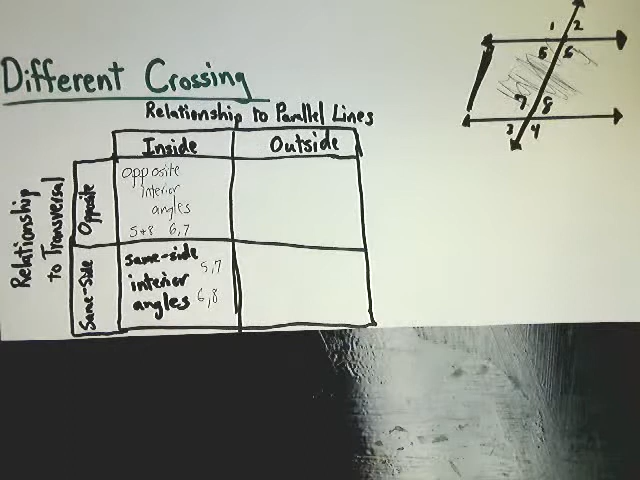 Different Crossing
Relationship to Parallel Lines
Inside
Outside
Relationship
to Transversal
Opposite
opposite
interior
angles
5+8 6,7
Same-Side
same-side
5,7
interior
angles
6,8
1 2
5 6
7 8
3 4